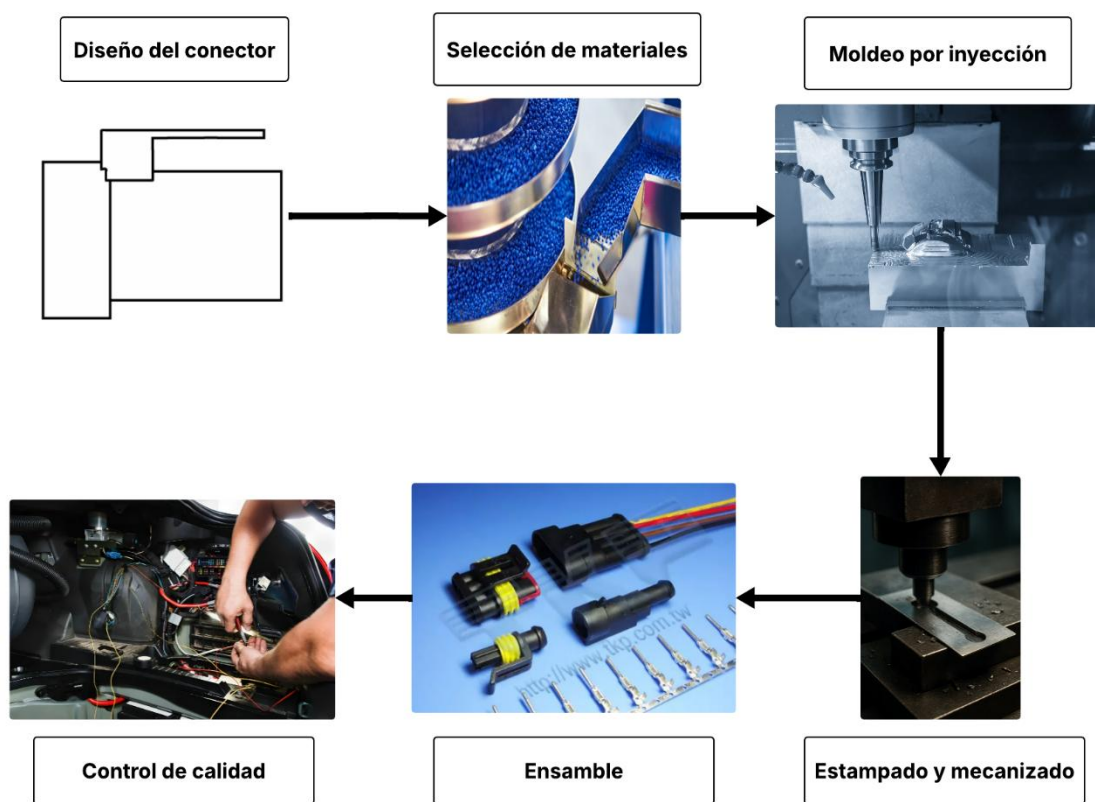 Diseño del conector
Selección de materiales
Moldeo por inyección
http://www.tkg.com.tw
Control de calidad
Ensamble
Estampado y mecanizado